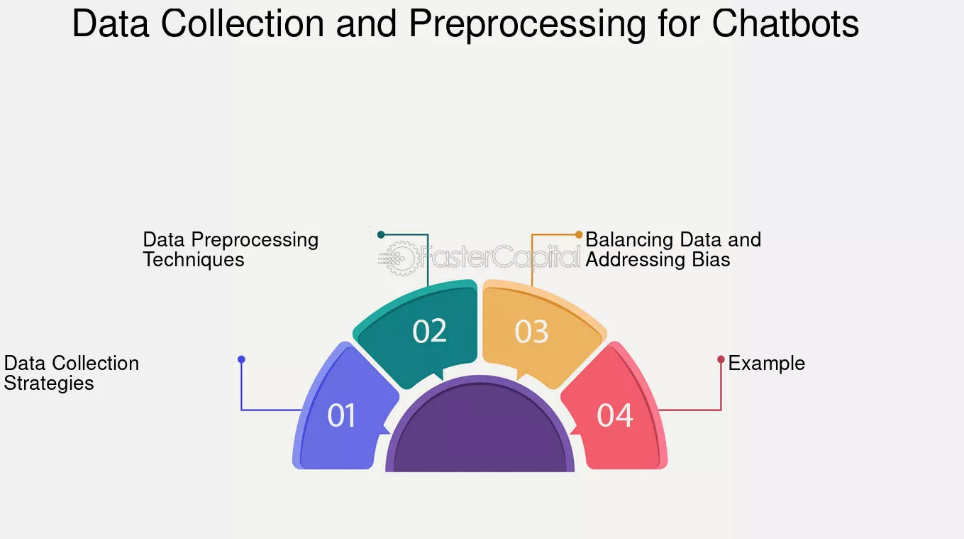 Data Collection and Preprocessing for Chatbots
Data Preprocessing
Techniques
Balancing Data and
Addressing Bias
FasterCapital
02
03
Data Collection
Strategies
Example
01
04